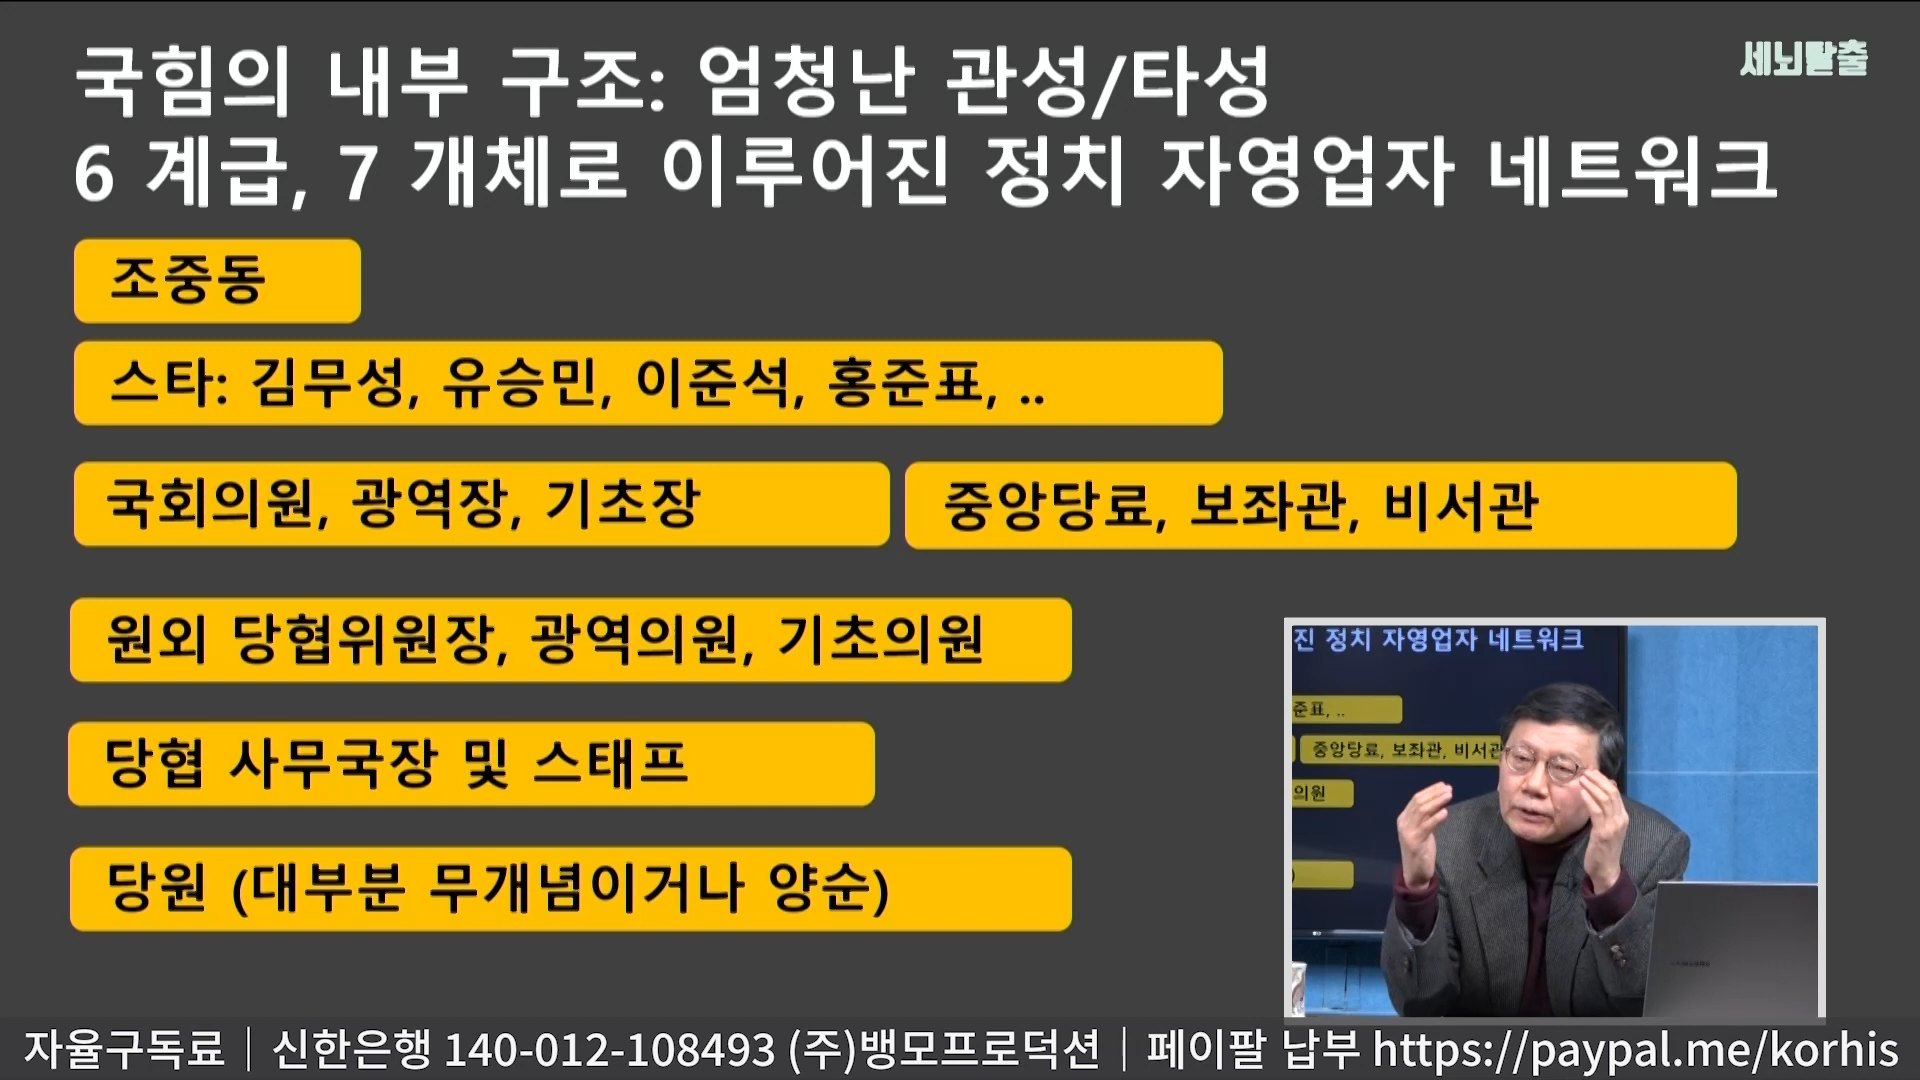 국힘의 내부 구조: 엄청난 관성/타성
세뇌탈출
6 계급, 7 개체로 이루어진 정치 자영업자 네트워크
조중동
스타: 김무성, 유승민, 이준석, 홍준표, ..
국회의원, 광역장, 기초장
중앙당료, 보좌관, 비서관
원외 당협위원장, 광역의원, 기초의원
당협 사무국장 및 스태프
당원 (대부분 무개념이거나 양순)
진 정치 자영업자 네트워크
준표, ..
중앙당료, 보좌관, 비서관
의원
)
자율구독료│신한은행 140-012-108493 (주)뱅모프로덕션│페이팔 납부 https://paypal.me/korhis